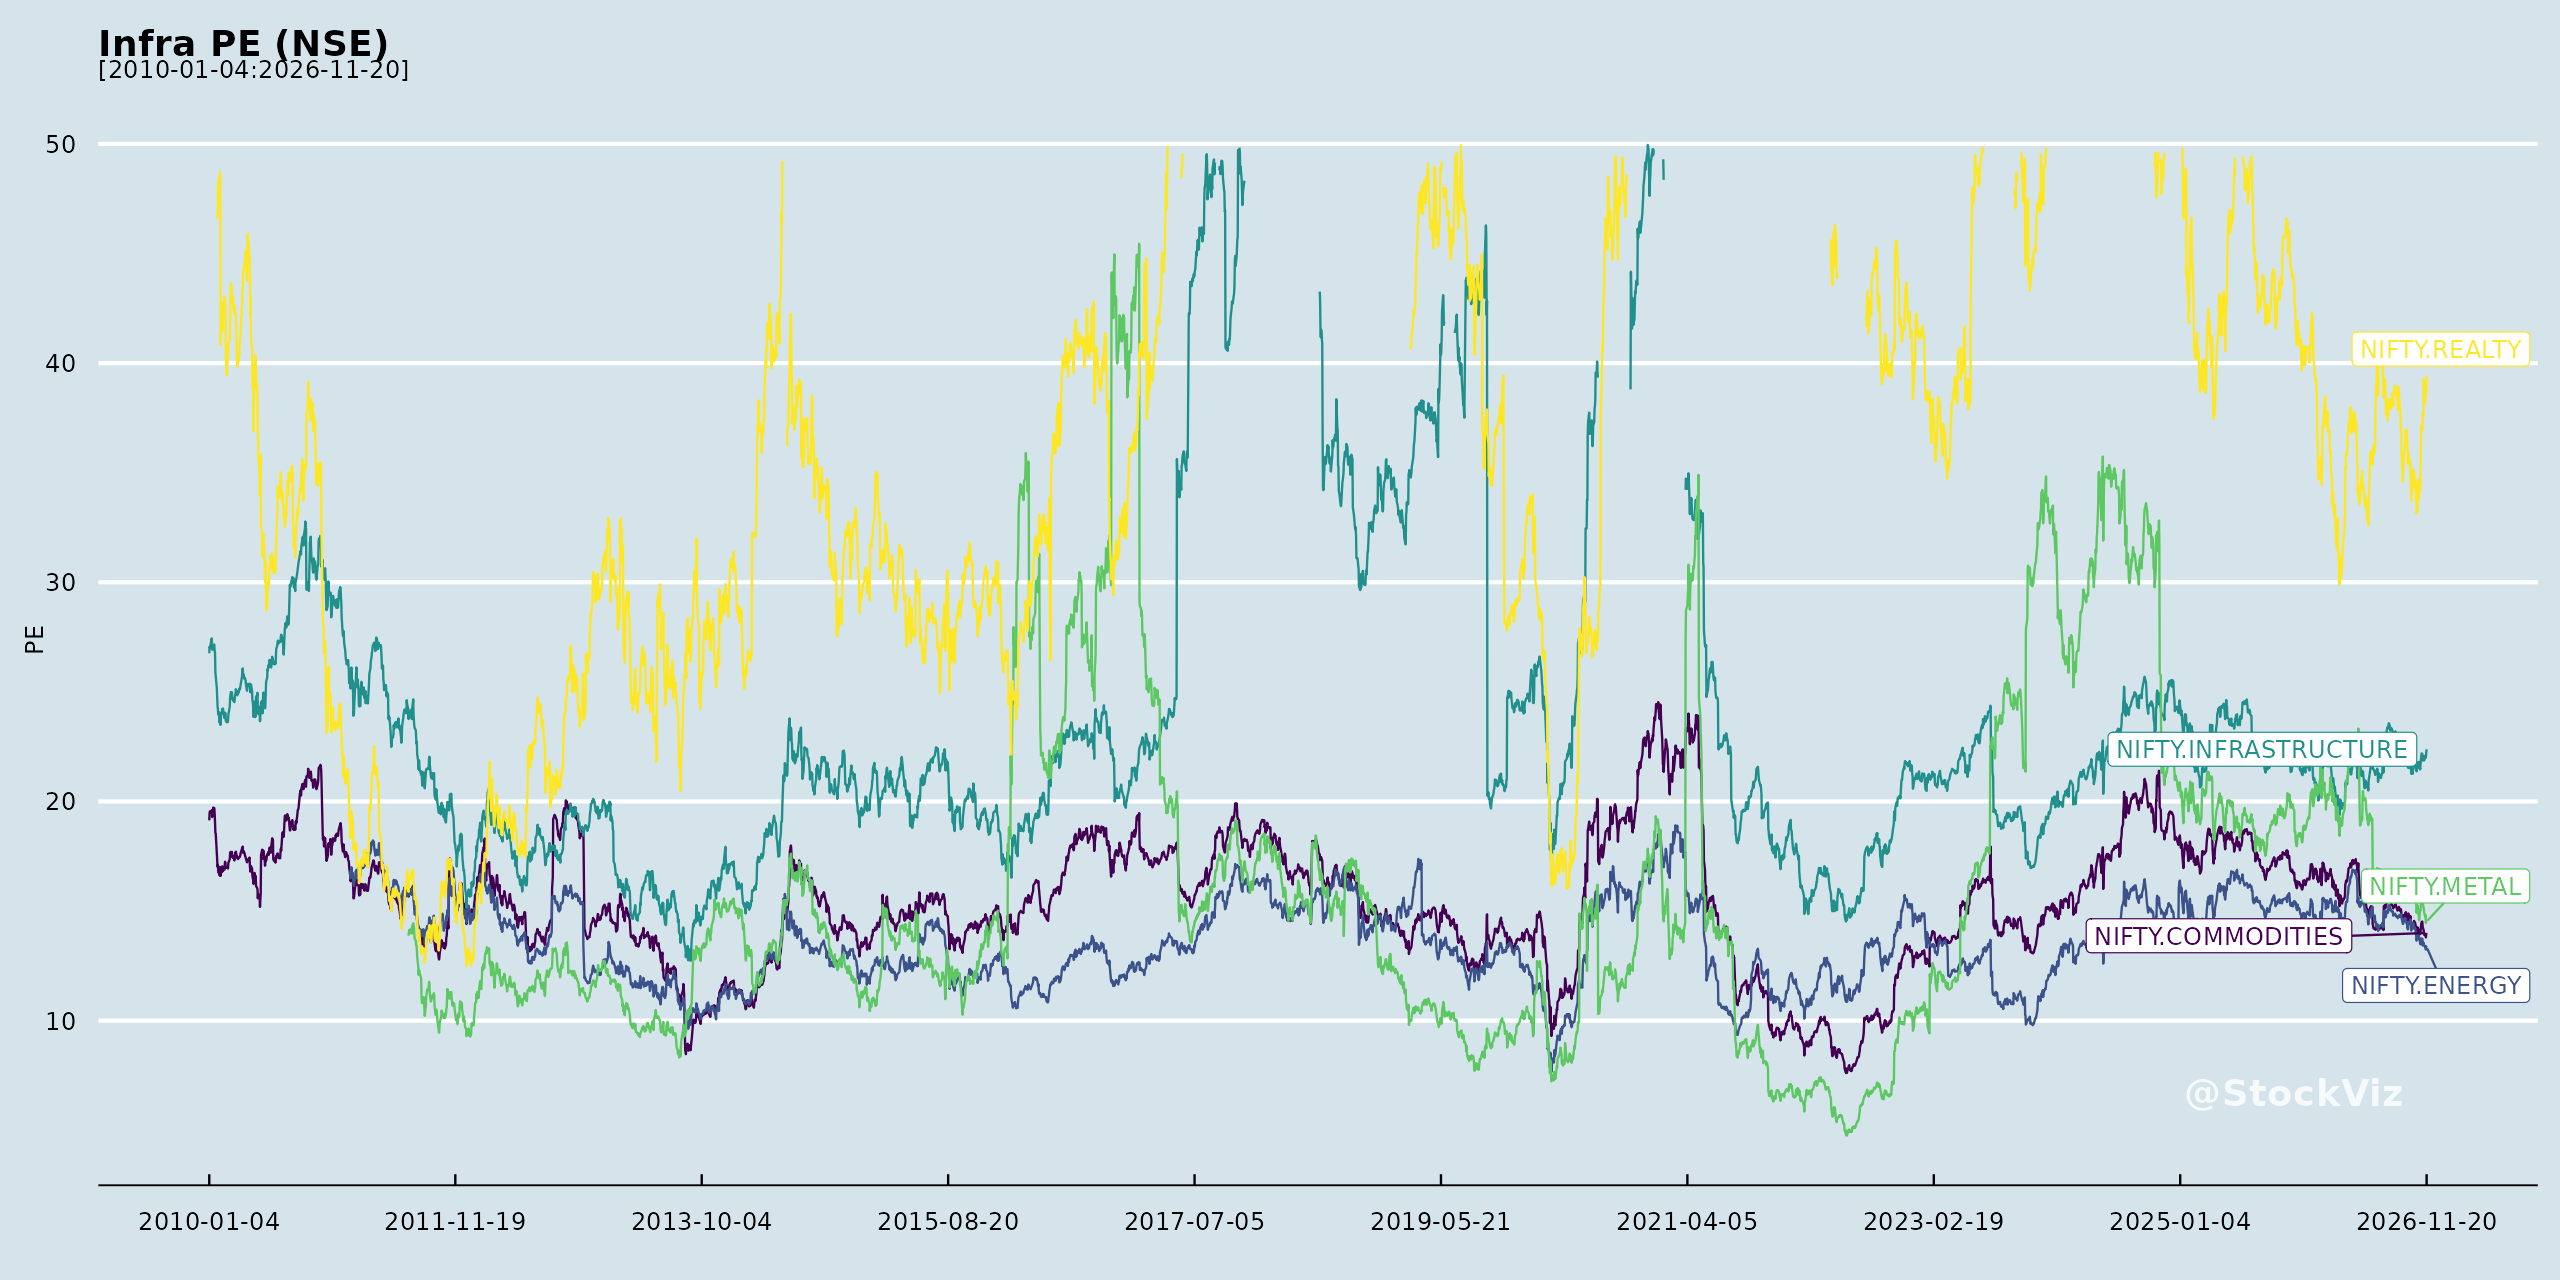 Infra PE (NSE)
[2010-01-04:2026-11-20]
50
40
30
20
10
PE
NIFTY.REALTY
NIFTY.INFRASTRUCTURE
NIFTY.METAL
NIFTY.COMMODITIES
NIFTY.ENERGY
@StockViz
2010-01-04 2011-11-19 2013-10-04 2015-08-20 2017-07-05 2019-05-21 2021-04-05 2023-02-19 2025-01-04 2026-11-20